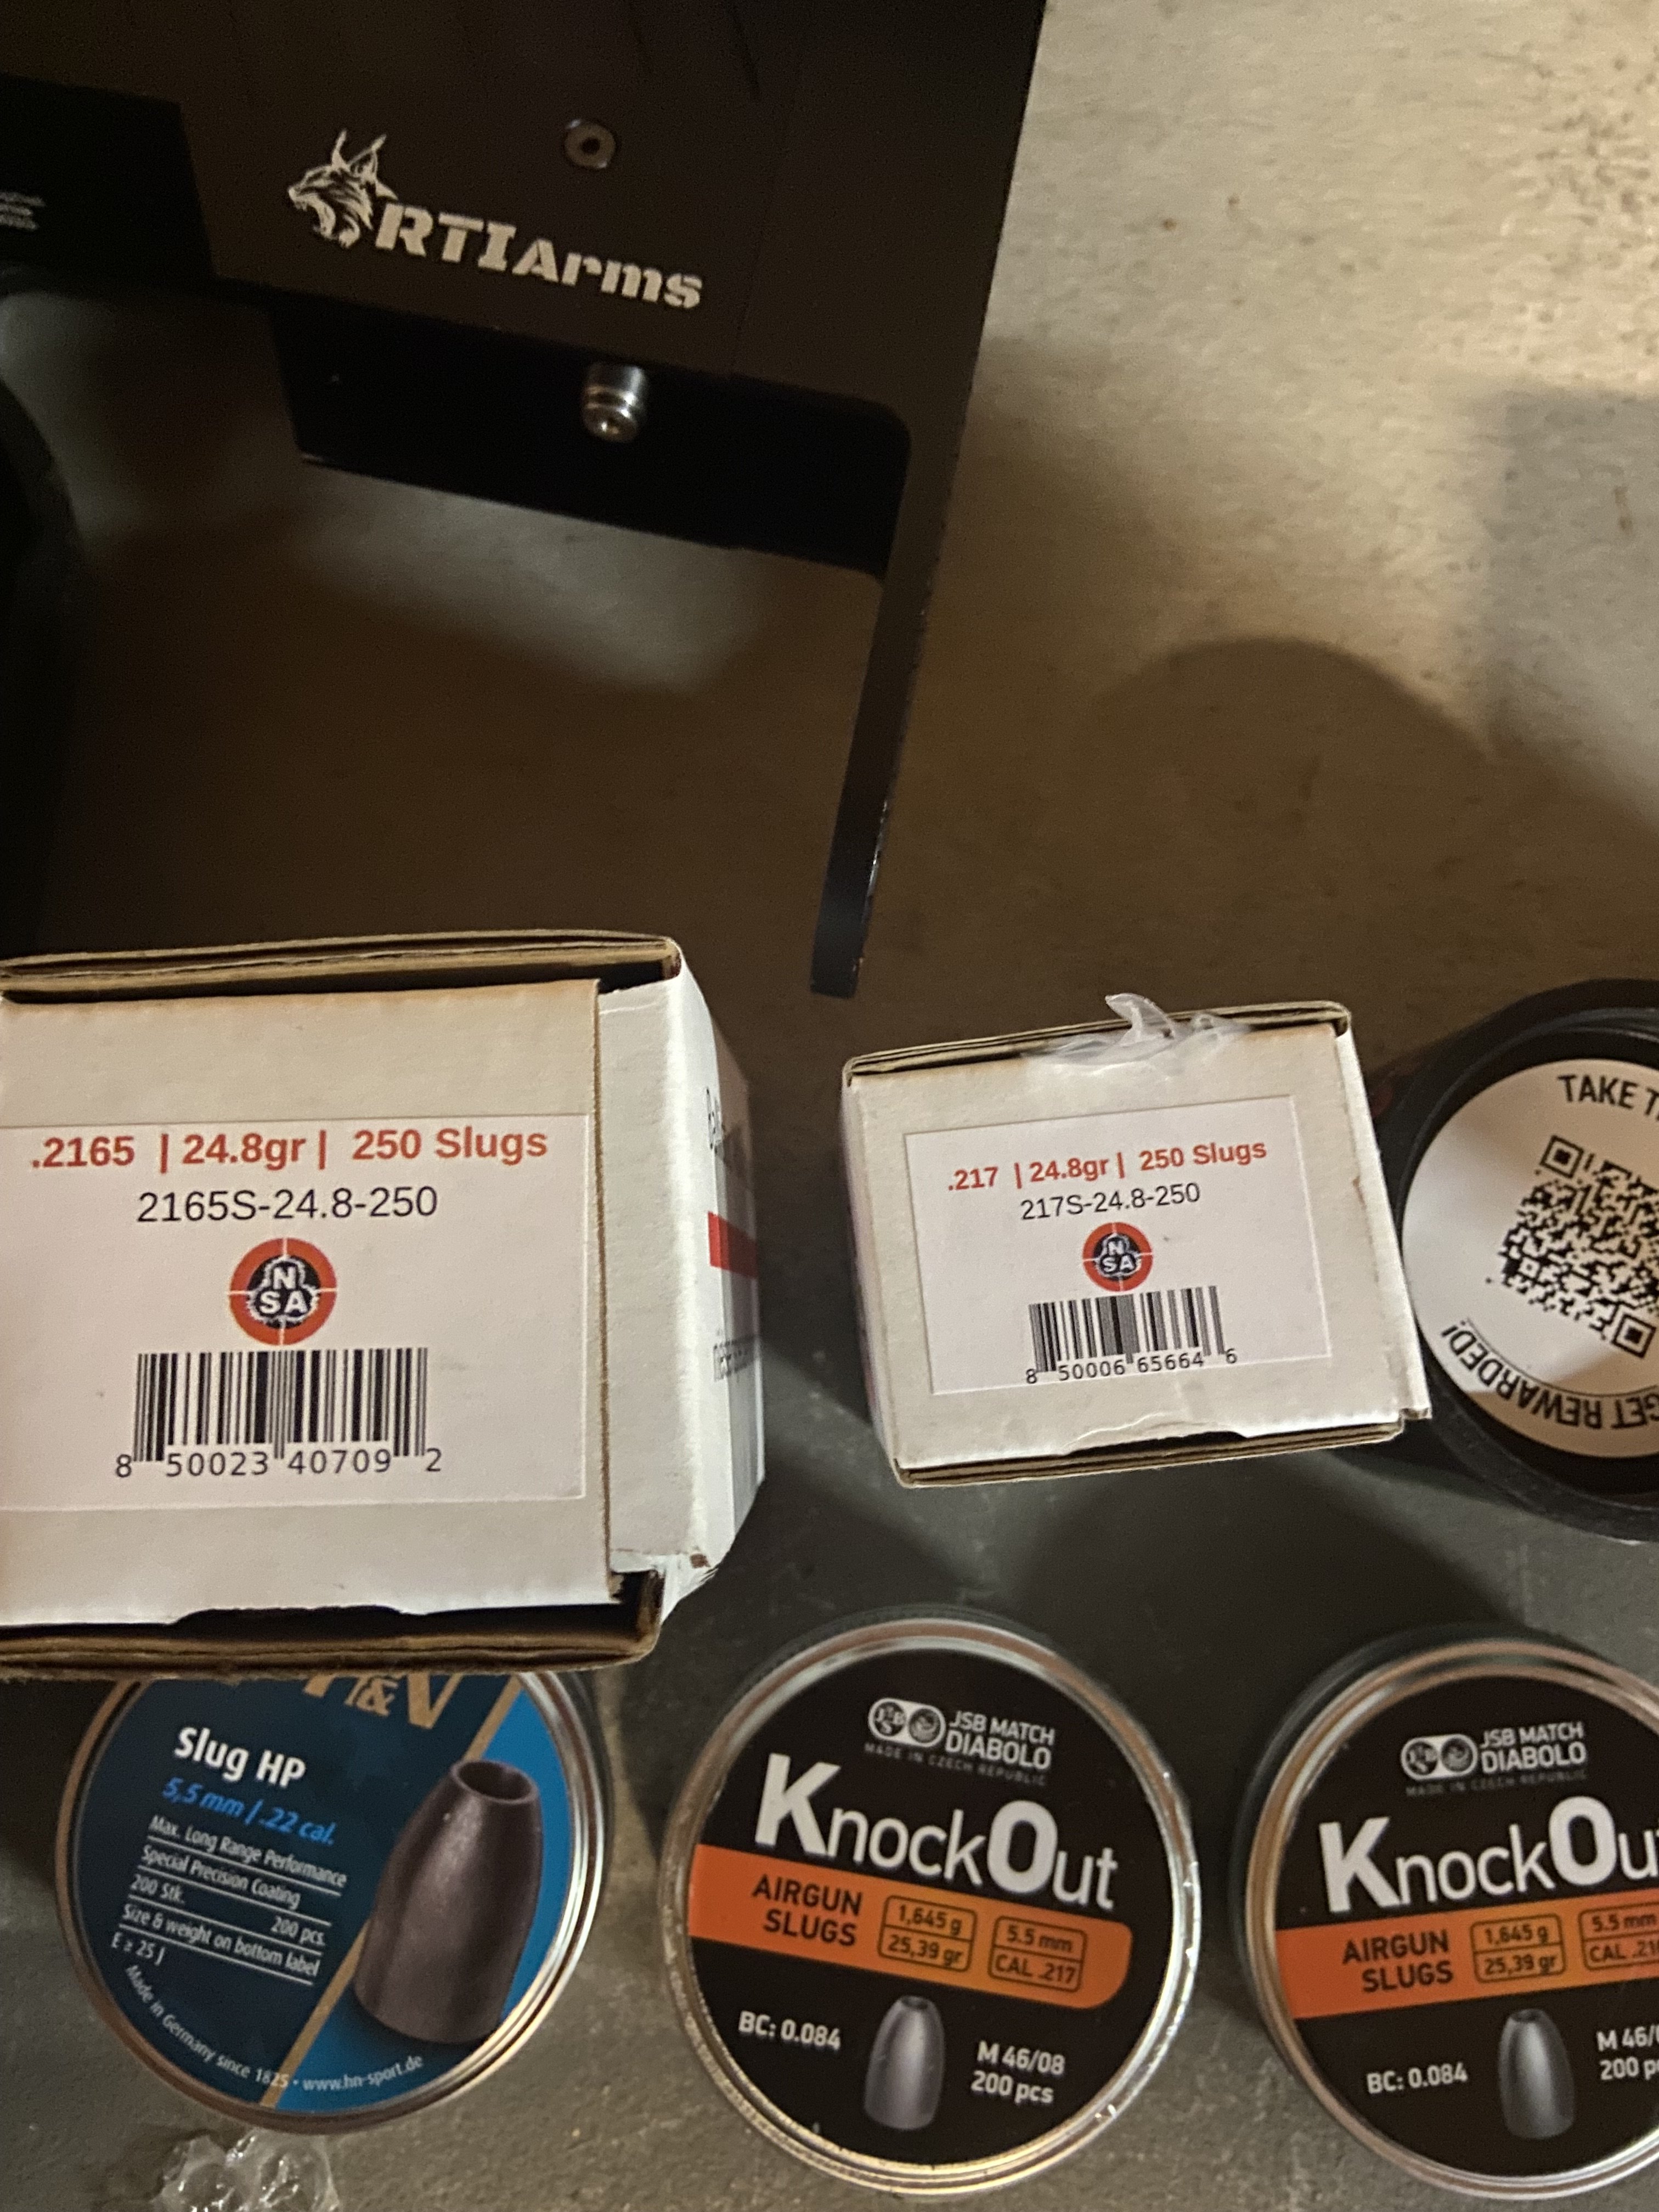 RTIArms
.2165 | 24.8gr | 250 Slugs
2165S-24.8-250
NSA
8 50023 40709 2
.217 | 24.8gr | 250 Slugs
217S-24.8-250
NSA
8 50006 65664 6
TAKE
GET REWARDED!
H&N
Slug HP
5,5 mm | .22 cal.
Max. Long Range Performance
Special Precision Coating
200 Stk.
200 pcs.
Size & weight on bottom label
E ≥ 25 J
Made in Germany since 1825 • www.hn-sport.de
JSB MATCH
DIABOLO
MADE IN CZECH REPUBLIC
KnockOut
AIRGUN
SLUGS
1,645 g
25,39 gr
5.5 mm
CAL .217
BC: 0.084
M 46/08
200 pcs
JSB MATCH
DIABOLO
MADE IN CZECH REPUBLIC
KnockOut
AIRGUN
SLUGS
1,645 g
25,39 gr
5.5 mm
CAL
BC: 0.084
M 46/
200